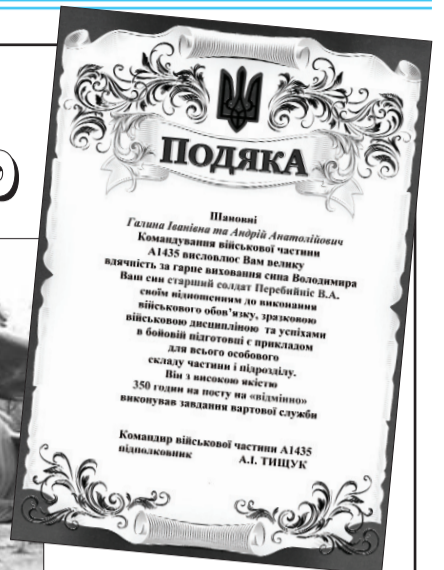 ПОДЯКА
Шановні
Галина Іванівна та Андрій Анатолійович
Командування військової частини
А1435 висловлює Вам велику
вдячність за гарне виховання сина Володимира
Ваш син старший солдат Перебийніс В.А.
своїм відношенням до виконання
військового обов'язку, зразковою
військовою дисципліною та успіхами
в бойовій підготовці є прикладом
для всього особового
складу частини і підрозділу.
Він з високою якістю
350 годин на посту на «відмінно»
виконував завдання вартової служби
Командир військової частини А1435
підполковник А.І. ТИЩУК